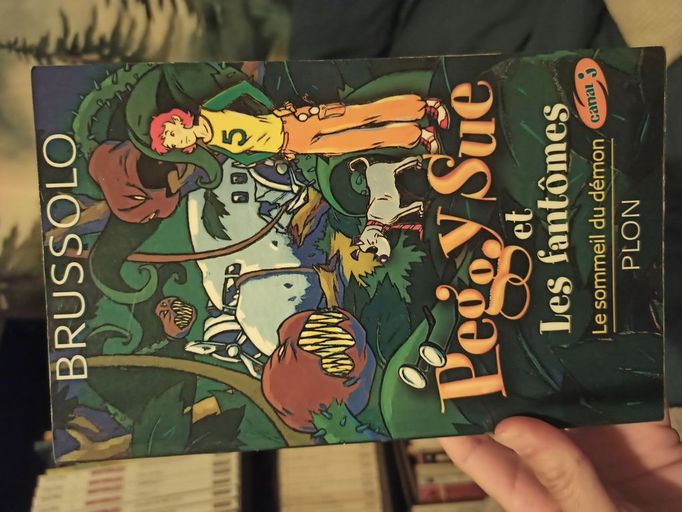 BRUSSOLO
5
Peggy Sue
et
Les fantômes
Le sommeil du démon
canal J
PLON